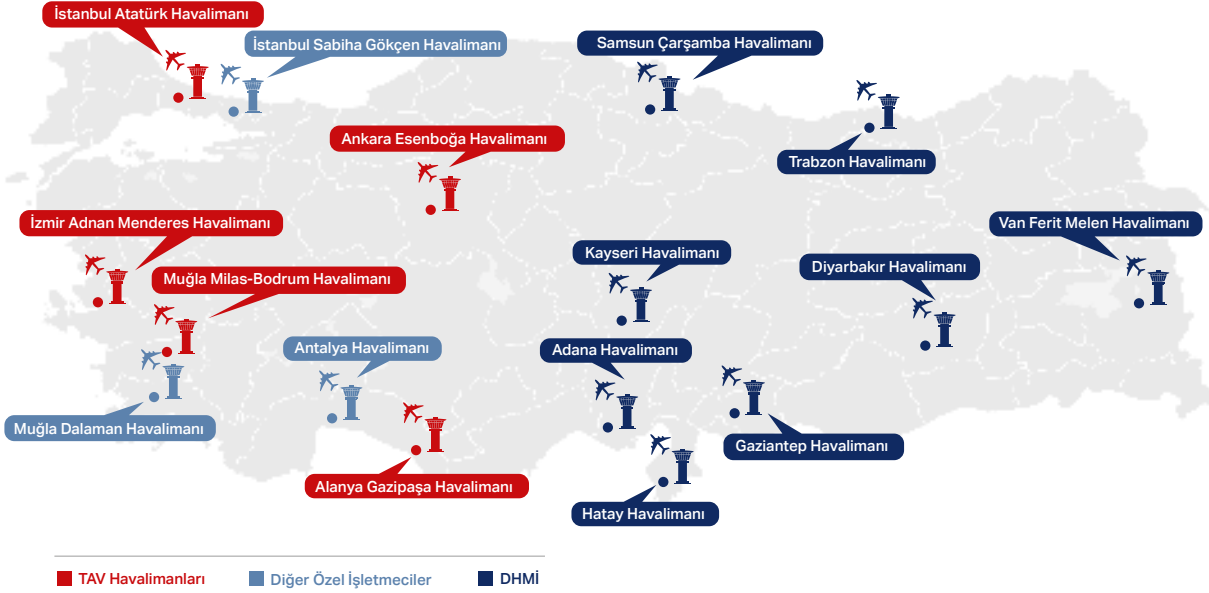 İstanbul Atatürk Havalimanı
İstanbul Sabiha Gökçen Havalimanı
Samsun Çarşamba Havalimanı
Ankara Esenboğa Havalimanı
Trabzon Havalimanı
İzmir Adnan Menderes Havalimanı
Van Ferit Melen Havalimanı
Kayseri Havalimanı
Diyarbakır Havalimanı
Muğla Milas-Bodrum Havalimanı
Antalya Havalimanı
Adana Havalimanı
Muğla Dalaman Havalimanı
Gaziantep Havalimanı
Alanya Gazipaşa Havalimanı
Hatay Havalimanı
TAV Havalimanları
Diğer Özel İşletmeciler
DHMİ